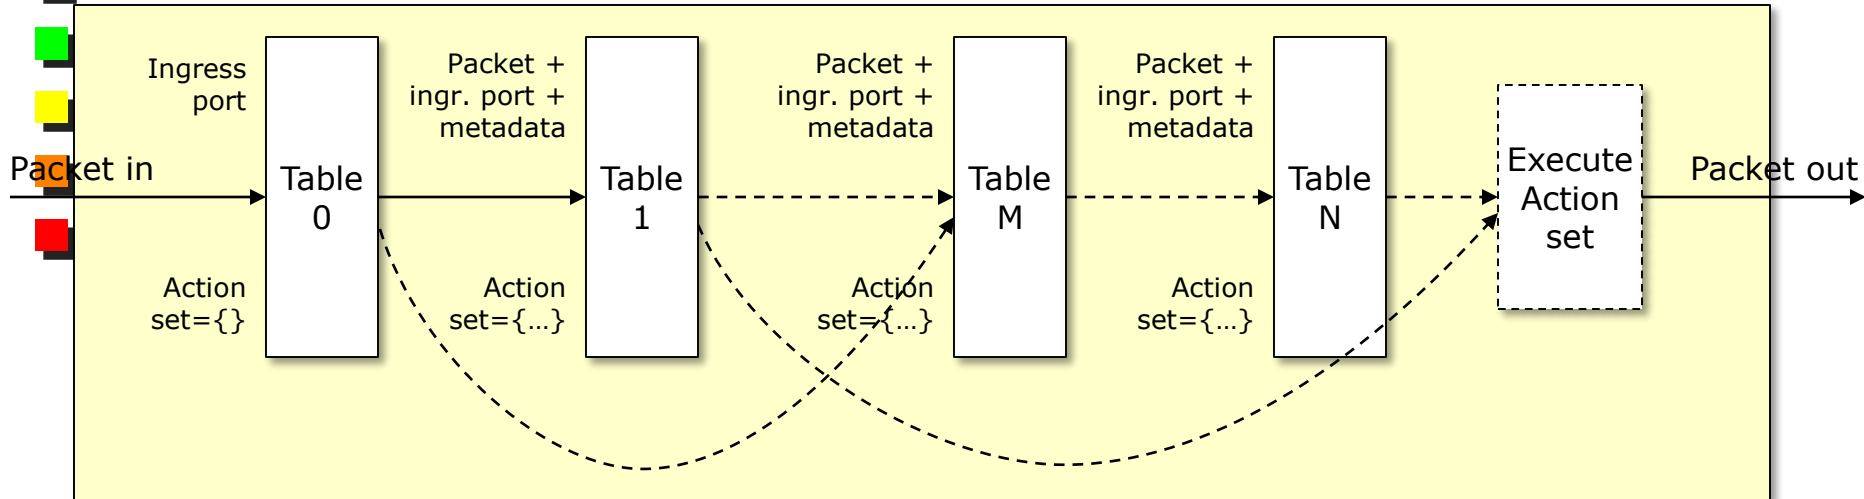 Packet in
Ingress
port
Action
set={}
Table
0
Packet +
ingr. port +
metadata
Action
set={…}
Table
1
Packet +
ingr. port +
metadata
Action
set={…}
Table
M
Packet +
ingr. port +
metadata
Action
set={…}
Table
N
Execute
Action
set
Packet out